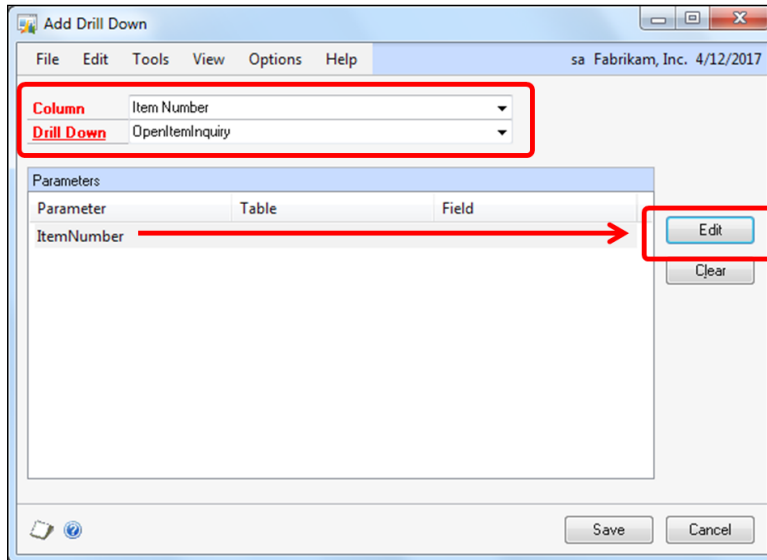 Add Drill Down
File Edit Tools View Options Help sa Fabrikam, Inc. 4/12/2017
Column Item Number
Drill Down OpenItemInquiry
Parameters
Parameter Table Field
ItemNumber
Edit
Clear
Save Cancel